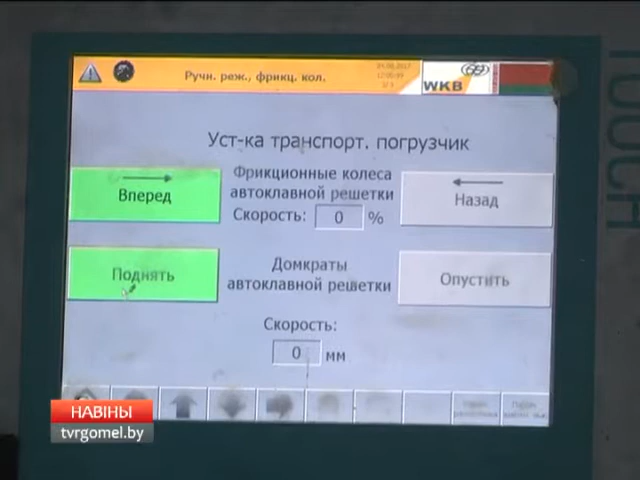 Ручн. реж., фрикц. кол.
WKB
Уст-ка транспорт. погрузчик
Вперед
Фрикционные колеса
автоклавной решетки
Скорость: 0 %
Назад
Поднять
Домкраты
автоклавной решетки
Опустить
Скорость:
0 мм
НАВІНЫ
tvrgomel.by